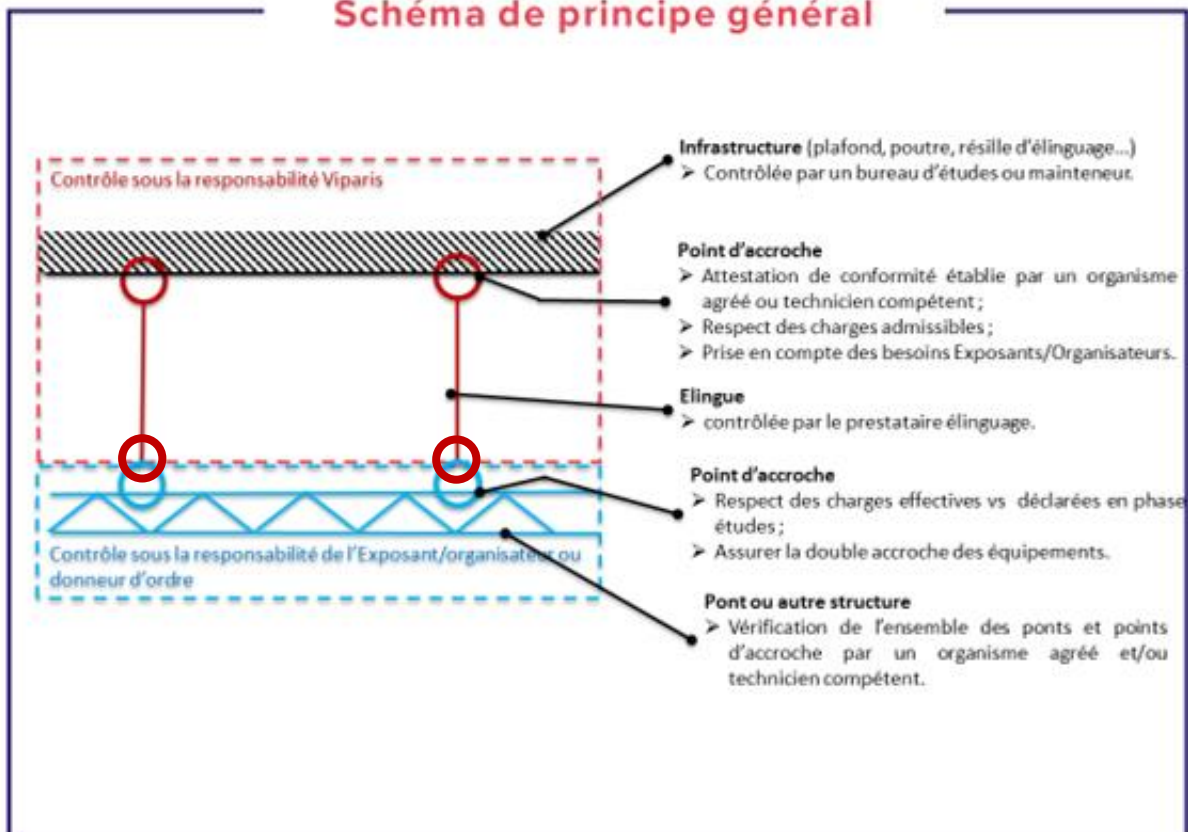 Schéma de principe général
Contrôle sous la responsabilité Viparis
Infrastructure (plafond, poutre, résille d'élinguage...)
➢ Contrôlée par un bureau d'études ou mainteneur.
Point d'accroche
➢ Attestation de conformité établie par un organisme
agréé ou technicien compétent ;
➢ Respect des charges admissibles ;
➢ Prise en compte des besoins Exposants/Organisateurs.
Elingue
➢ contrôlée par le prestataire élinguage.
Point d'accroche
➢ Respect des charges effectives vs déclarées en phase
études ;
➢ Assurer la double accroche des équipements.
Contrôle sous la responsabilité de l'Exposant/organisateur ou
donneur d'ordre
Pont ou autre structure
➢ Vérification de l'ensemble des ponts et points
d'accroche par un organisme agréé et/ou
technicien compétent.